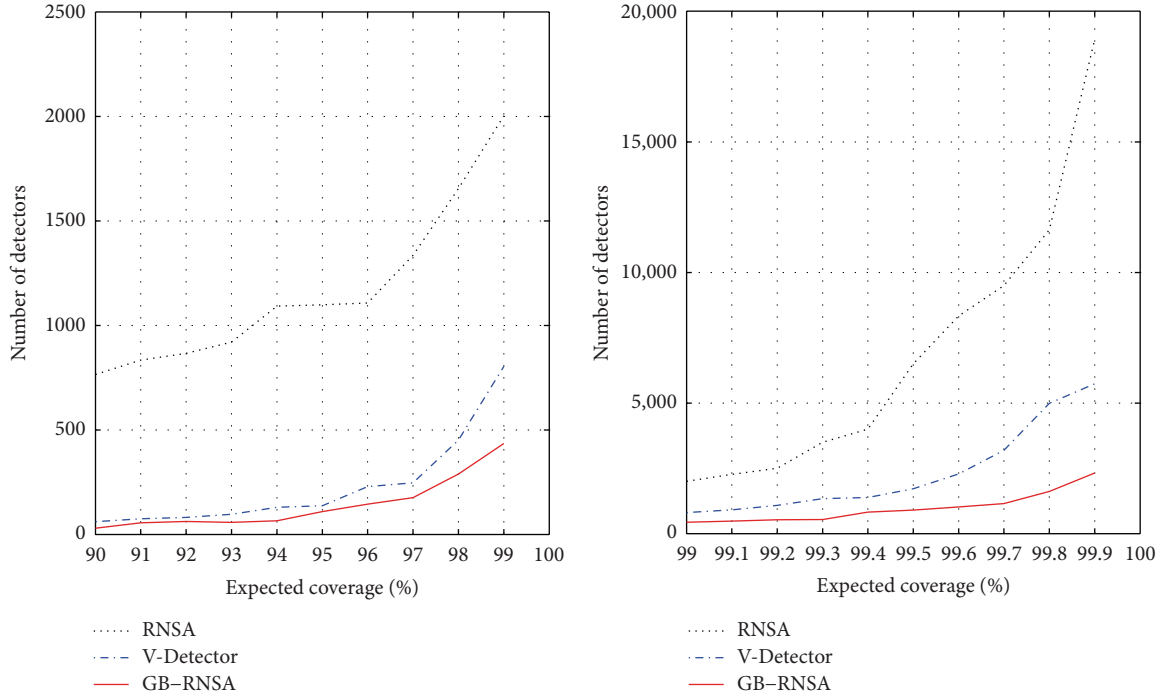 2500
2000
1500
1000
500
0
Number of detectors
90 91 92 93 94 95 96 97 98 99 100
Expected coverage (%)
RNSA
V-Detector
GB−RNSA
20,000
15,000
10,000
5,000
0
Number of detectors
99 99.1 99.2 99.3 99.4 99.5 99.6 99.7 99.8 99.9 100
Expected coverage (%)
RNSA
V-Detector
GB−RNSA